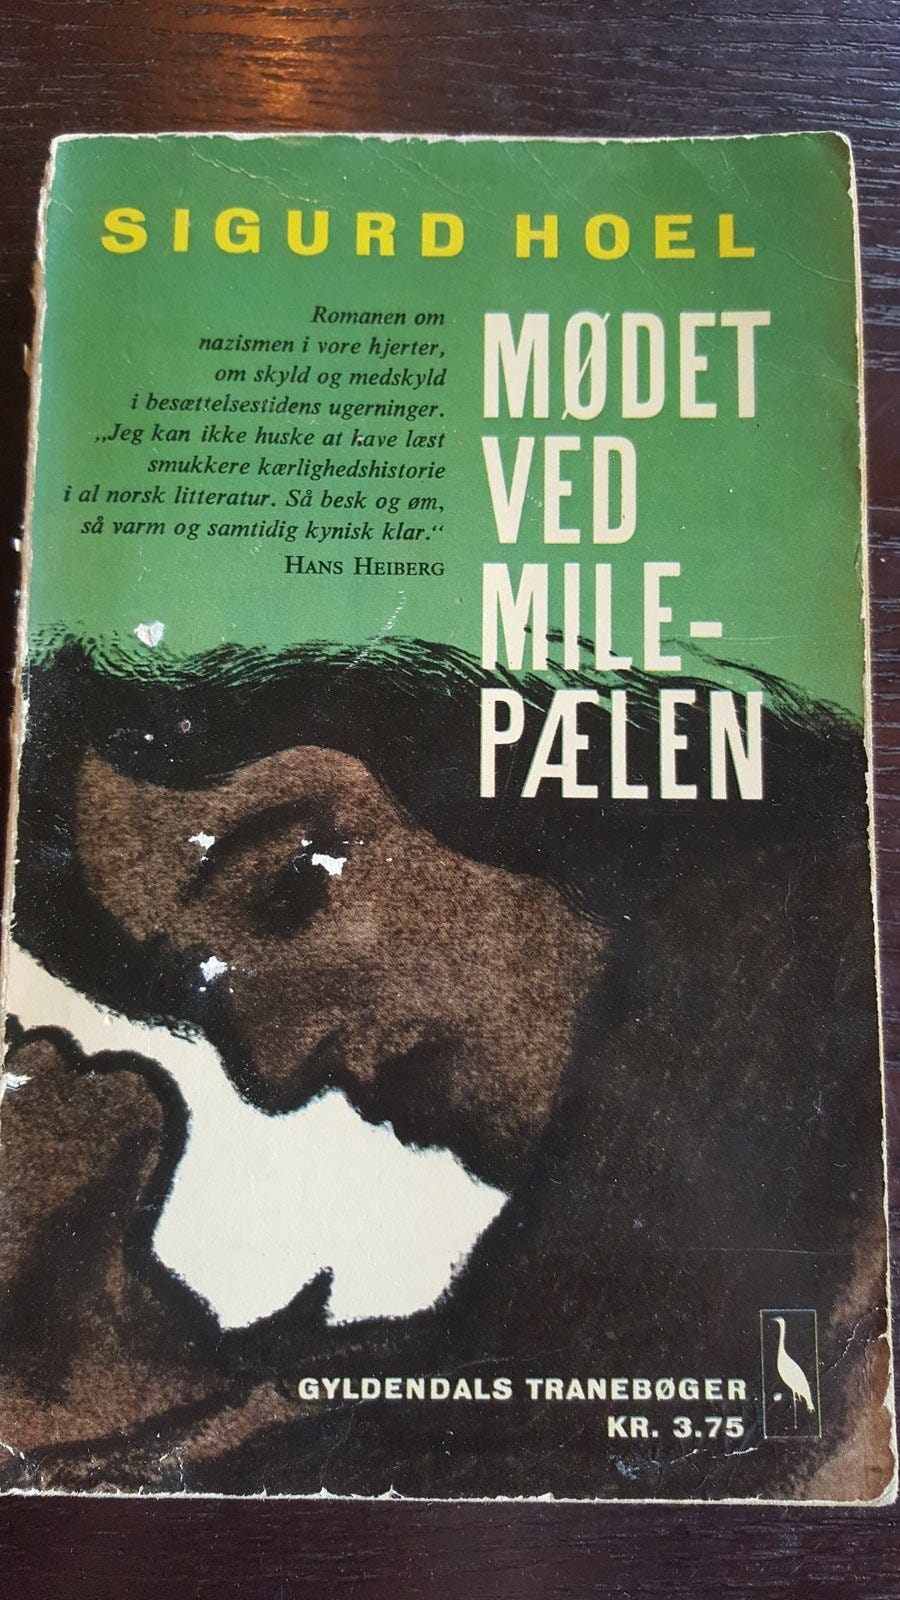 SIGURD HOEL
Romanen om
nazismen i vore hjerter,
om skyld og medskyld
i besættelsestidens ugerninger.
„Jeg kan ikke huske at have læst
smukkere kærlighedshistorie
i al norsk litteratur. Så besk og øm,
så varm og samtidig kynisk klar.“
HANS HEIBERG
MØDET
VED
MILE-
PÆLEN
GYLDENDALS TRANEBØGER
KR. 3.75